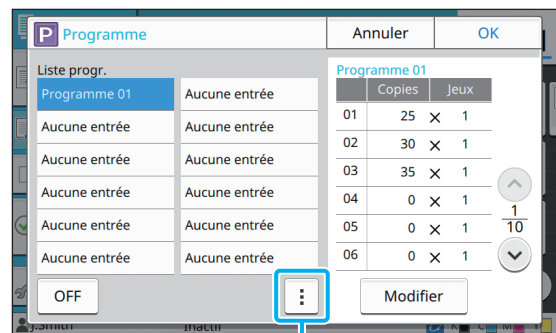 P Programme Annuler OK
Liste progr. Programme 01
Programme 01 Aucune entrée Copies Jeux
Aucune entrée Aucune entrée 01 25 × 1
Aucune entrée Aucune entrée 02 30 × 1
Aucune entrée Aucune entrée 03 35 × 1
Aucune entrée Aucune entrée 04 0 × 1
Aucune entrée Aucune entrée 05 0 × 1
06 0 × 1
1
10
OFF Modifier
J.Smith Inactif K C M Y